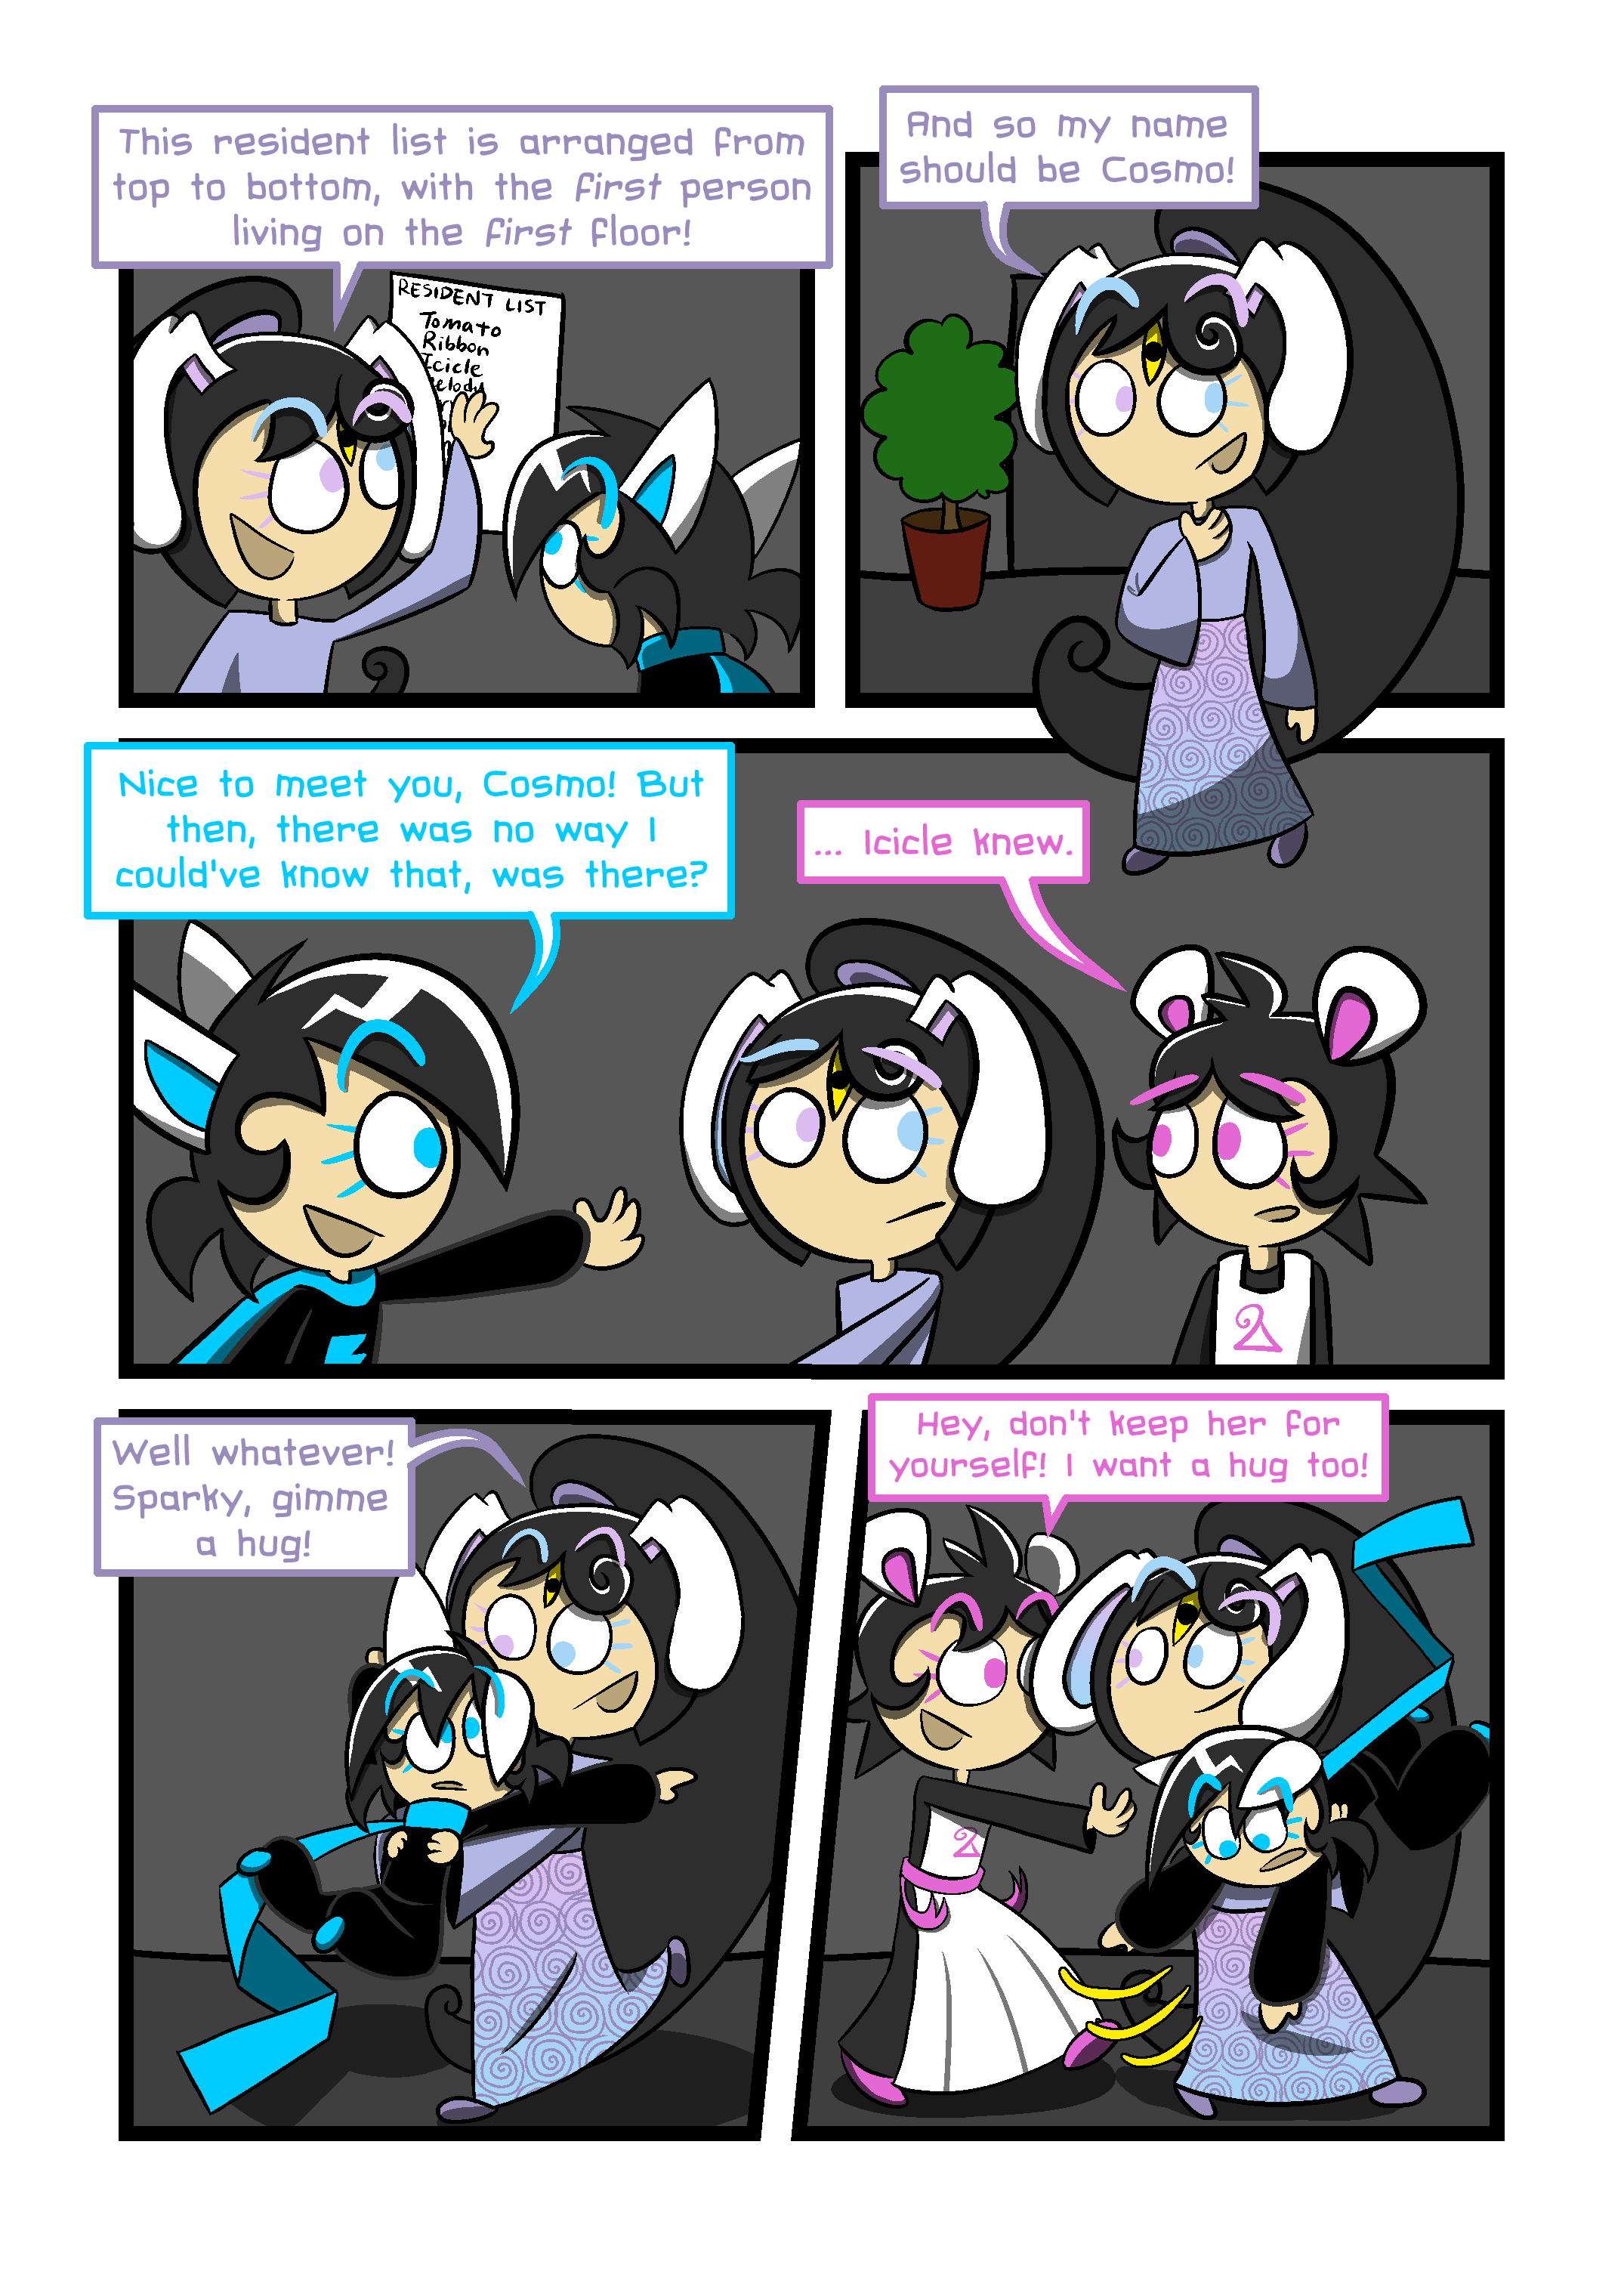 This resident list is arranged from
top to bottom, with the first person
living on the first floor!
RESIDENT LIST
Tomato
Ribbon
Icicle
And so my name
should be Cosmo!
Nice to meet you, Cosmo! But
then, there was no way I
could've know that, was there?
... Icicle knew.
Well whatever!
Sparky, gimme
a hug!
Hey, don't keep her for
yourself! I want a hug too!